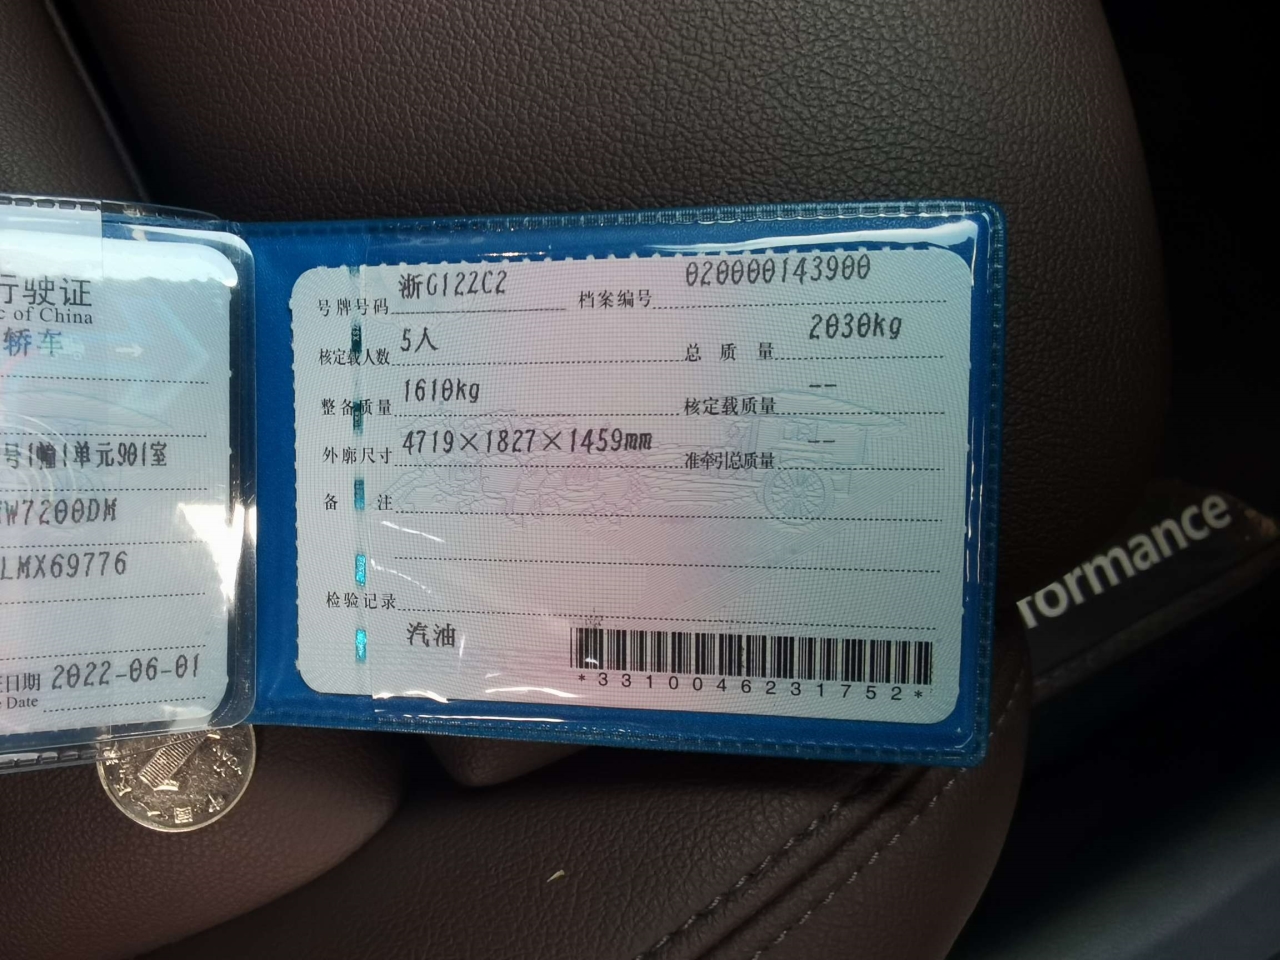 行驶证
c of China
轿车
号1幢1单元901室
W7200DM
LMX69776
日期 2022-06-01
Date
号牌号码 浙G122C2 档案编号 020000143900
核定载人数 5人 总质量 2030kg
整备质量 1610kg 核定载质量 --
外廓尺寸 4719×1827×1459mm 准牵引总质量 --
备注
检验记录
汽油
*3310046231752*
formance